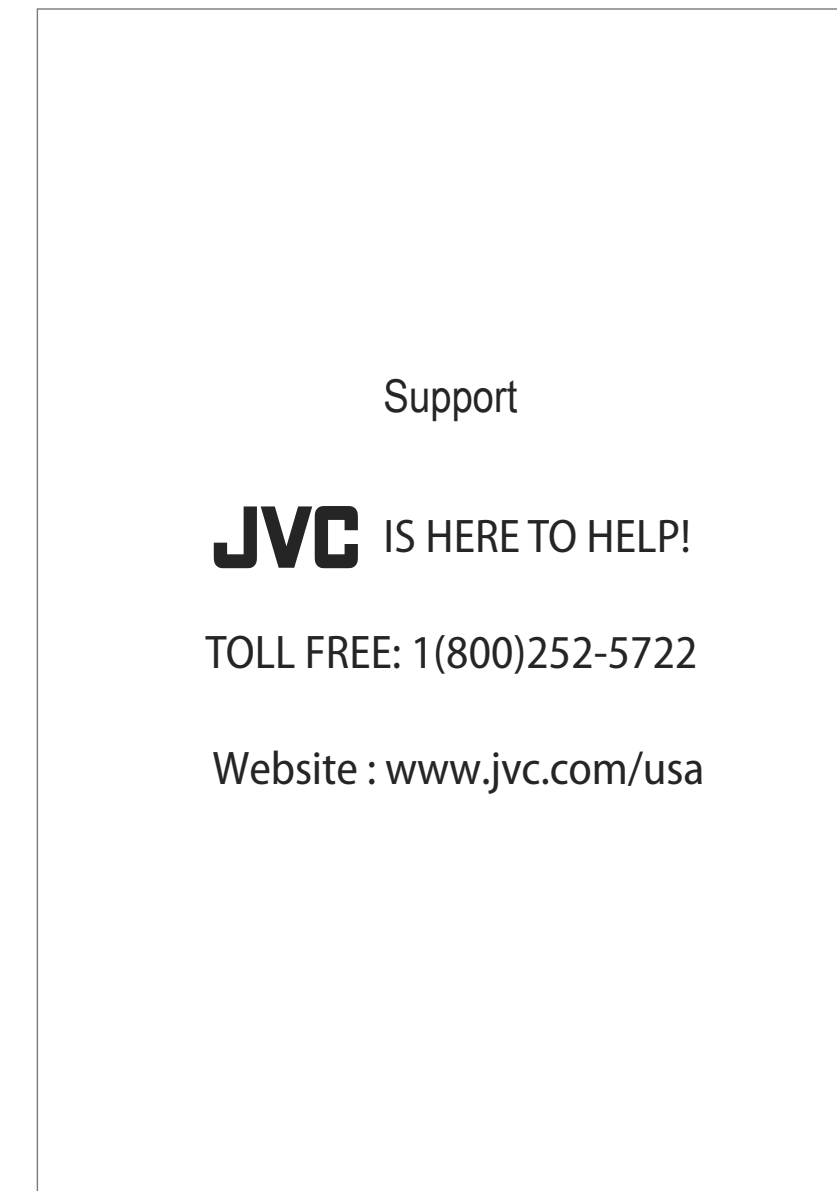 Support
JVC IS HERE TO HELP!
TOLL FREE: 1(800)252-5722
Website : www.jvc.com/usa